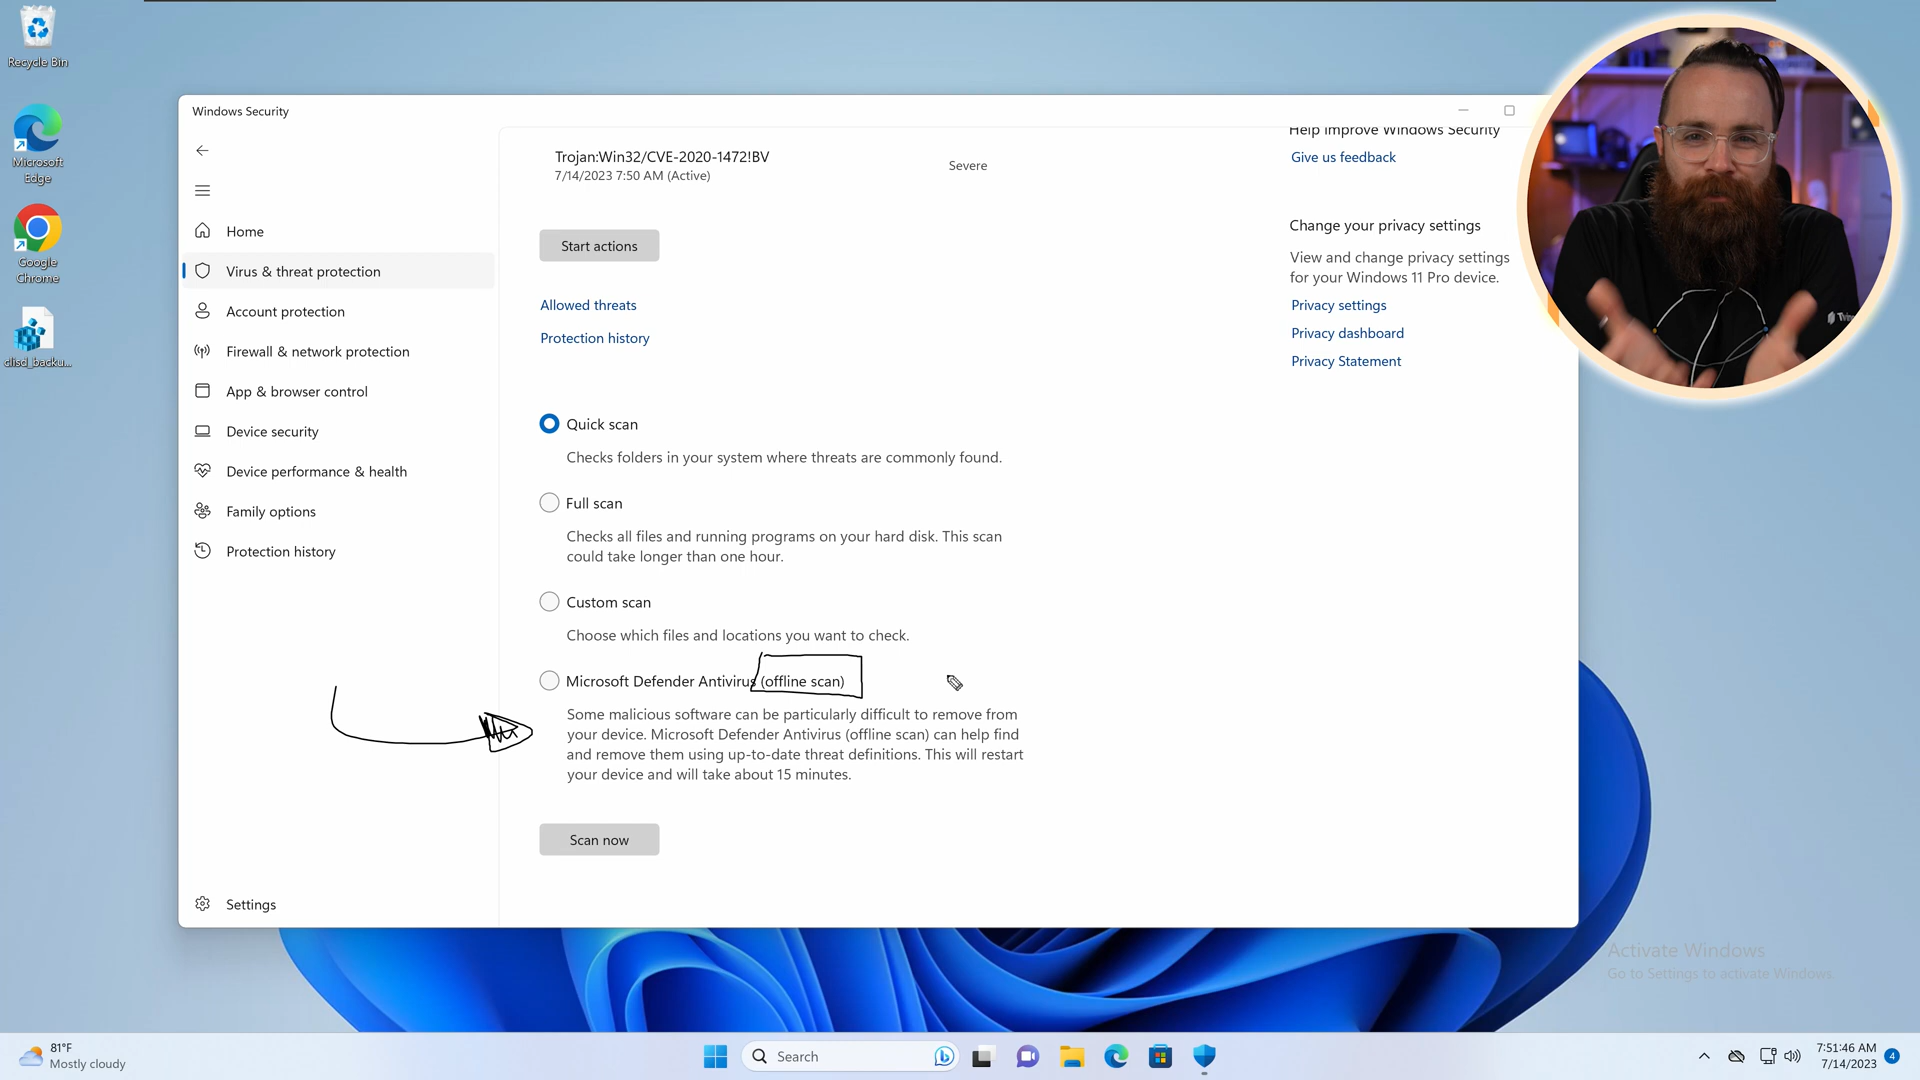 Recycle Bin
Microsoft
Edge
Google
Chrome
clisd_backu...
Windows Security
Home
Virus & threat protection
Account protection
Firewall & network protection
App & browser control
Device security
Device performance & health
Family options
Protection history
Settings
Trojan:Win32/CVE-2020-1472!BV
7/14/2023 7:50 AM (Active)
Severe
Start actions
Allowed threats
Protection history
Quick scan
Checks folders in your system where threats are commonly found.
Full scan
Checks all files and running programs on your hard disk. This scan
could take longer than one hour.
Custom scan
Choose which files and locations you want to check.
Microsoft Defender Antivirus (offline scan)
Some malicious software can be particularly difficult to remove from
your device. Microsoft Defender Antivirus (offline scan) can help find
and remove them using up-to-date threat definitions. This will restart
your device and will take about 15 minutes.
Scan now
Help improve Windows Security
Give us feedback
Change your privacy settings
View and change privacy settings
for your Windows 11 Pro device.
Privacy settings
Privacy dashboard
Privacy Statement
Activate Windows
Go to Settings to activate Windows.
81°F
Mostly cloudy
Search
7:51:46 AM
7/14/2023
4